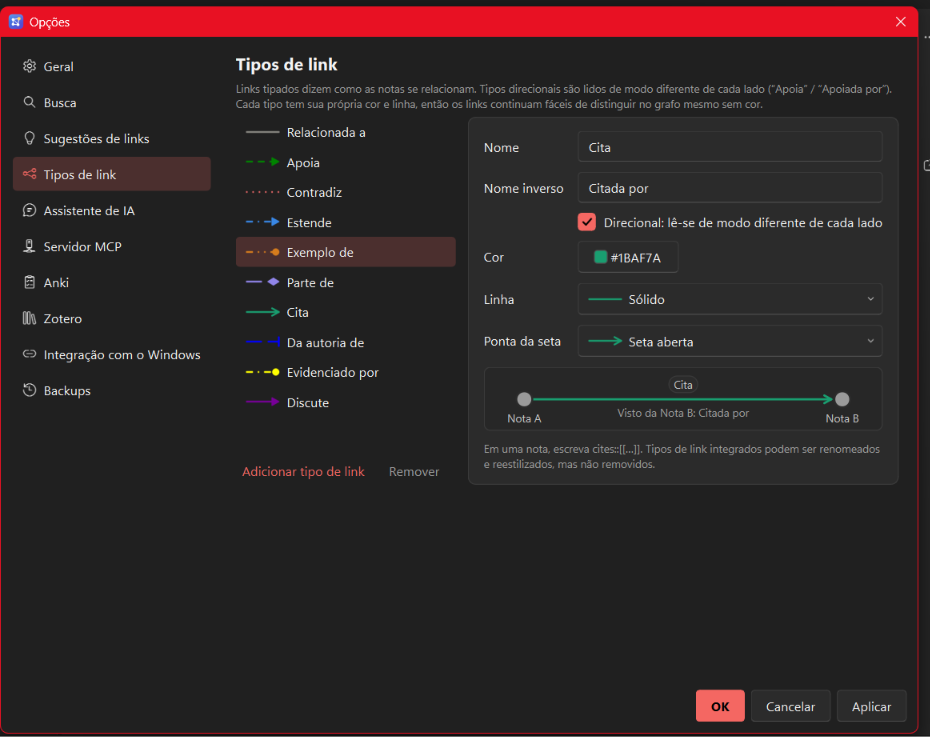 Opções
Geral
Busca
Sugestões de links
Tipos de link
Assistente de IA
Servidor MCP
Anki
Zotero
Integração com o Windows
Backups
Tipos de link
Links tipados dizem como as notas se relacionam. Tipos direcionais são lidos de modo diferente de cada lado ("Apoia" / "Apoiada por").
Cada tipo tem sua própria cor e linha, então os links continuam fáceis de distinguir no grafo mesmo sem cor.
Relacionada a
Apoia
Contradiz
Estende
Exemplo de
Parte de
Cita
Da autoria de
Evidenciado por
Discute
Adicionar tipo de link Remover
Nome Cita
Nome inverso Citada por
Direcional: lê-se de modo diferente de cada lado
Cor #1BAF7A
Linha Sólido
Ponta da seta Seta aberta
Cita
Visto da Nota B: Citada por
Nota A Nota B
Em uma nota, escreva cites::[[...]]. Tipos de link integrados podem ser renomeados
e reestilizados, mas não removidos.
OK Cancelar Aplicar